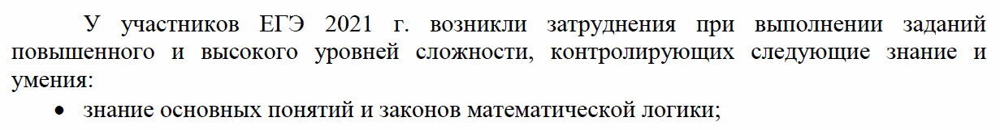 У участников ЕГЭ 2021 г. возникли затруднения при выполнении заданий
повышенного и высокого уровней сложности, контролирующих следующие знание и
умения:
• знание основных понятий и законов математической логики;